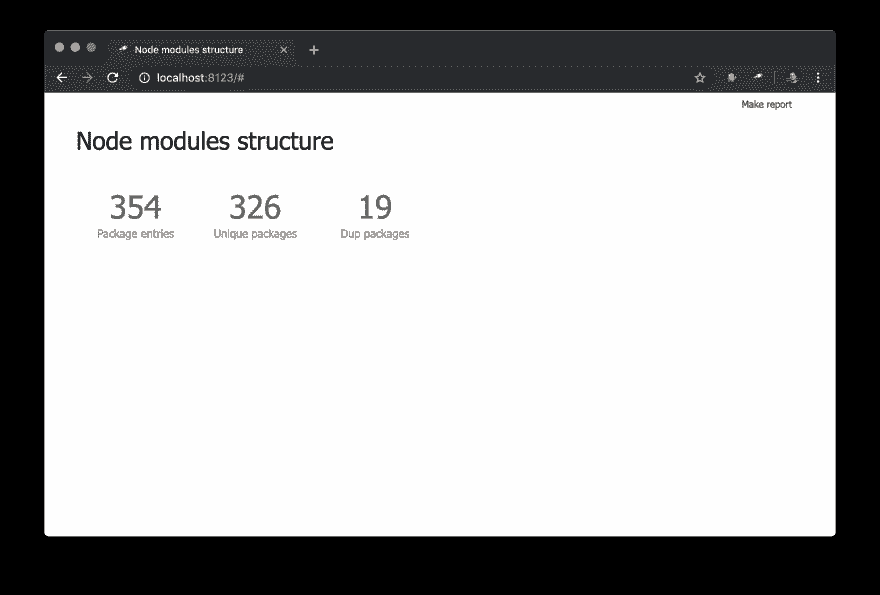 Node modules structure
localhost:8123/#
Make report
Node modules structure
354 326 19
Package entries Unique packages Dup packages